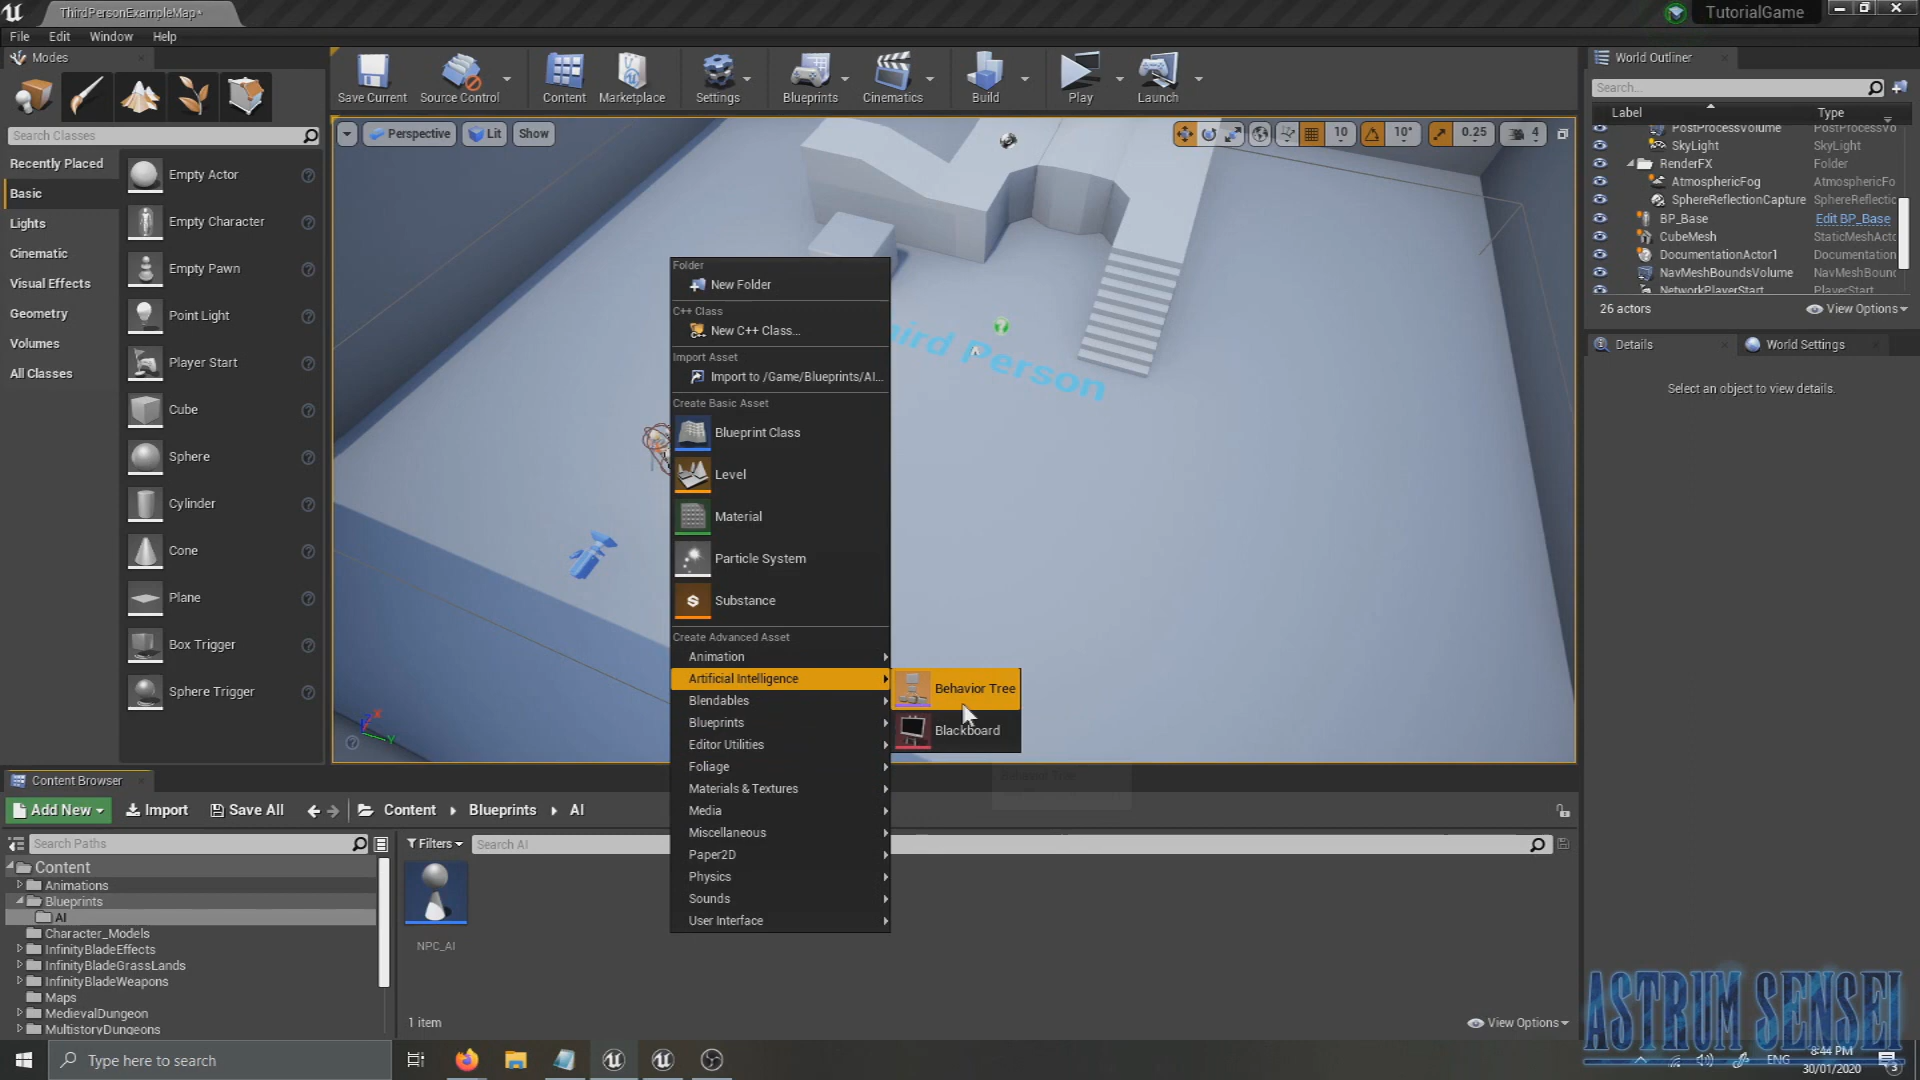 ThirdPersonExampleMap*
TutorialGame
File Edit Window Help
Modes
Search Classes
Recently Placed
Basic
Lights
Cinematic
Visual Effects
Geometry
Volumes
All Classes
Empty Actor
Empty Character
Empty Pawn
Point Light
Player Start
Cube
Sphere
Cylinder
Cone
Plane
Box Trigger
Sphere Trigger
Save Current
Source Control
Content
Marketplace
Settings
Blueprints
Cinematics
Build
Play
Launch
Perspective
Lit
Show
10
10°
0.25
4
hird Person
Folder
New Folder
C++ Class
New C++ Class...
Import Asset
Import to /Game/Blueprints/AI...
Create Basic Asset
Blueprint Class
Level
Material
Particle System
Substance
Create Advanced Asset
Animation
Artificial Intelligence
Blendables
Blueprints
Editor Utilities
Foliage
Materials & Textures
Media
Miscellaneous
Paper2D
Physics
Sounds
User Interface
Behavior Tree
Blackboard
Behavior Tree
World Outliner
Search...
Label Type
PostProcessVolume PostProcessVo
SkyLight SkyLight
RenderFX Folder
AtmosphericFog AtmosphericFo
SphereReflectionCapture SphereReflectic
BP_Base Edit BP_Base
CubeMesh StaticMeshActo
DocumentationActor1 Documentation
NavMeshBoundsVolume NavMeshBound
NetworkPlayerStart PlayerStart
26 actors
View Options
Details
World Settings
Select an object to view details.
Content Browser
Add New
Import
Save All
Content
Blueprints
AI
Search Paths
Filters
Search AI
Content
Animations
Blueprints
AI
Character_Models
InfinityBladeEffects
InfinityBladeGrassLands
InfinityBladeWeapons
Maps
MedievalDungeon
MultistoryDungeons
NPC_AI
1 item
View Options
ASTRUM SENSEI
Type here to search
ENG
8:44 PM
30/01/2020
3